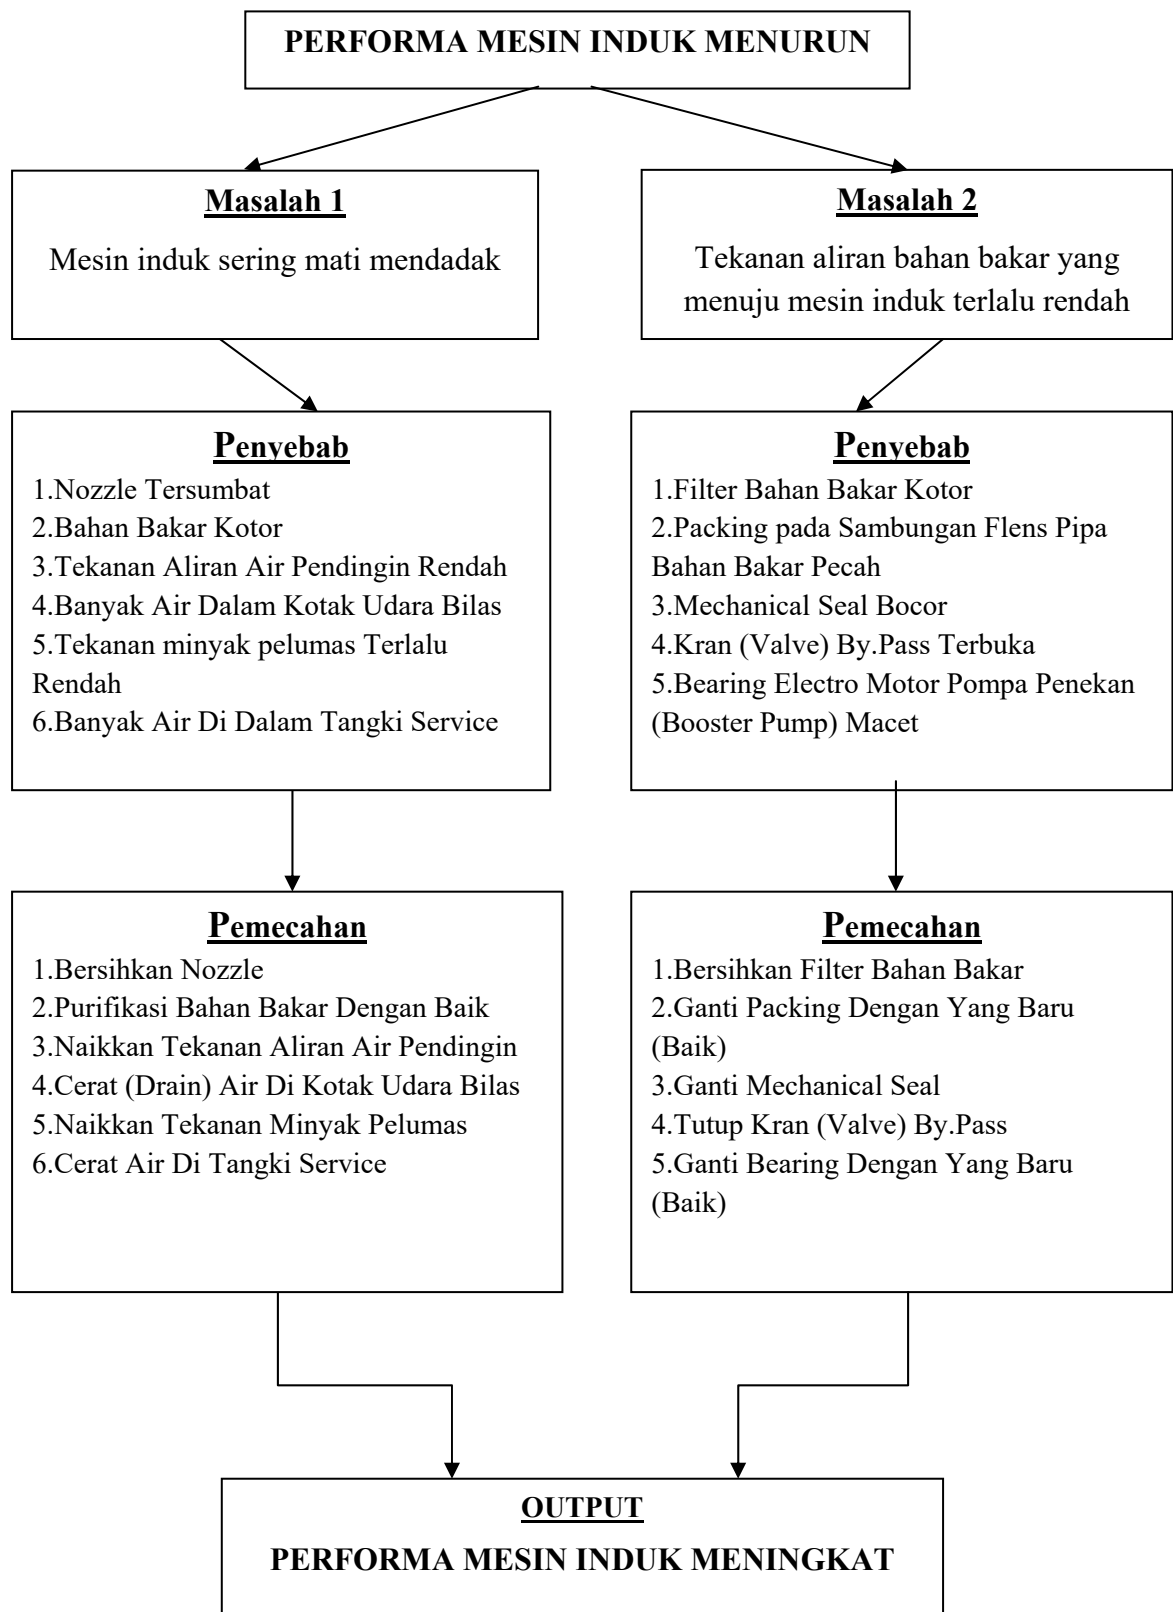 PERFORMA MESIN INDUK MENURUN
Masalah 1
Mesin induk sering mati mendadak
Masalah 2
Tekanan aliran bahan bakar yang
menuju mesin induk terlalu rendah
Penyebab
1.Nozzle Tersumbat
2.Bahan Bakar Kotor
3.Tekanan Aliran Air Pendingin Rendah
4.Banyak Air Dalam Kotak Udara Bilas
5.Tekanan minyak pelumas Terlalu
Rendah
6.Banyak Air Di Dalam Tangki Service
Penyebab
1.Filter Bahan Bakar Kotor
2.Packing pada Sambungan Flens Pipa
Bahan Bakar Pecah
3.Mechanical Seal Bocor
4.Kran (Valve) By.Pass Terbuka
5.Bearing Electro Motor Pompa Penekan
(Booster Pump) Macet
Pemecahan
1.Bersihkan Nozzle
2.Purifikasi Bahan Bakar Dengan Baik
3.Naikkan Tekanan Aliran Air Pendingin
4.Cerat (Drain) Air Di Kotak Udara Bilas
5.Naikkan Tekanan Minyak Pelumas
6.Cerat Air Di Tangki Service
Pemecahan
1.Bersihkan Filter Bahan Bakar
2.Ganti Packing Dengan Yang Baru
(Baik)
3.Ganti Mechanical Seal
4.Tutup Kran (Valve) By.Pass
5.Ganti Bearing Dengan Yang Baru
(Baik)
OUTPUT
PERFORMA MESIN INDUK MENINGKAT